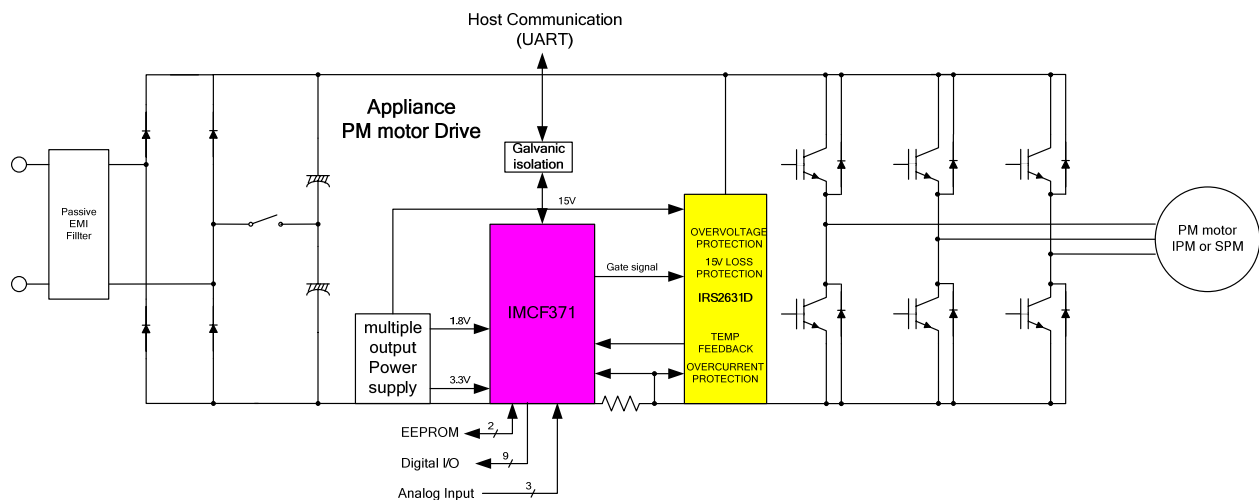 Host Communication
(UART)
Appliance
PM motor Drive
Galvanic
isolation
Passive
EMI
Fillter
15V
OVERVOLTAGE
PROTECTION
Gate signal
15V LOSS
PROTECTION
IRS2631D
IMCF371
PM motor
IPM or SPM
multiple
output
Power
supply
1.8V
3.3V
TEMP
FEEDBACK
OVERCURRENT
PROTECTION
EEPROM
2
Digital I/O
9
Analog Input
3